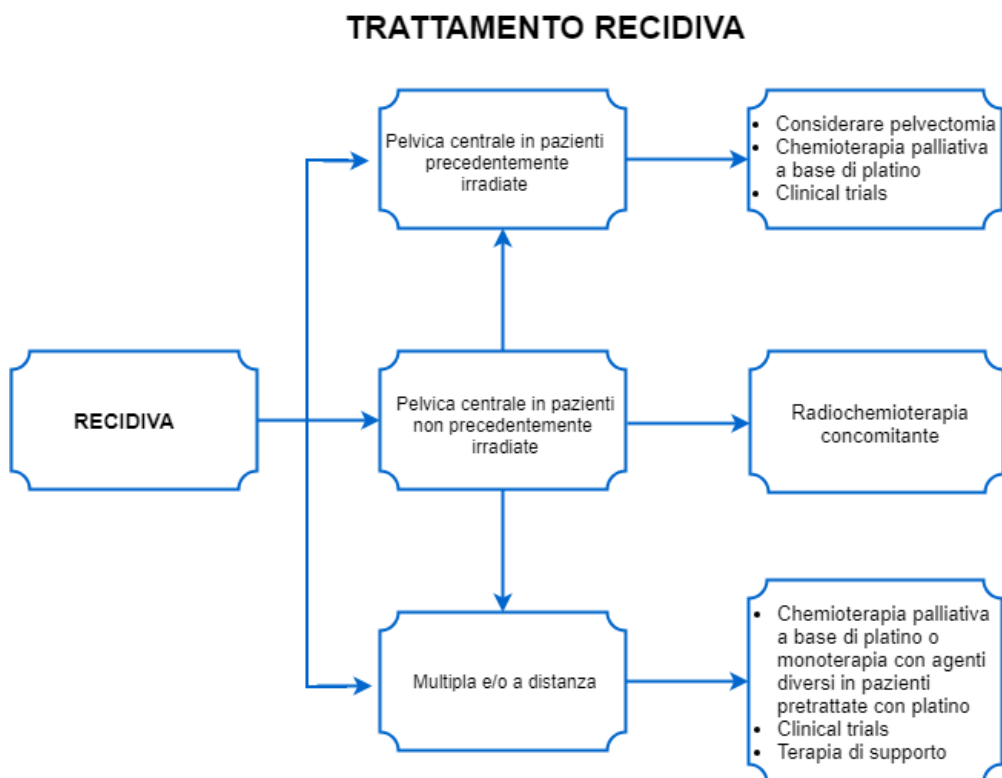 TRATTAMENTO RECIDIVA
Pelvica centrale in pazienti
precedentemente
irradiate
• Considerare pelvectomia
• Chemioterapia palliativa
a base di platino
• Clinical trials
RECIDIVA
Pelvica centrale in pazienti
non precedentemente
irradiate
Radiochemioterapia
concomitante
Multipla e/o a distanza
• Chemioterapia palliativa
a base di platino o
monoterapia con agenti
diversi in pazienti
pretrattate con platino
• Clinical trials
• Terapia di supporto